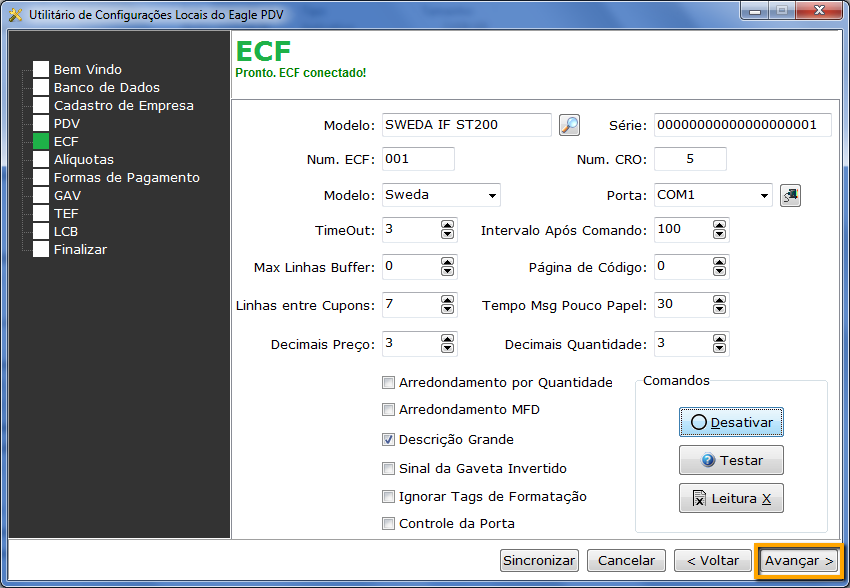 Utilitário de Configurações Locais do Eagle PDV
Bem Vindo
Banco de Dados
Cadastro de Empresa
PDV
ECF
Alíquotas
Formas de Pagamento
GAV
TEF
LCB
Finalizar
ECF
Pronto. ECF conectado!
Modelo: SWEDA IF ST200 Série: 00000000000000000001
Num. ECF: 001 Num. CRO: 5
Modelo: Sweda Porta: COM1
TimeOut: 3 Intervalo Após Comando: 100
Max Linhas Buffer: 0 Página de Código: 0
Linhas entre Cupons: 7 Tempo Msg Pouco Papel: 30
Decimais Preço: 3 Decimais Quantidade: 3
Arredondamento por Quantidade
Arredondamento MFD
Descrição Grande
Sinal da Gaveta Invertido
Ignorar Tags de Formatação
Controle da Porta
Comandos
Desativar
Testar
Leitura X
Sincronizar Cancelar < Voltar Avançar >